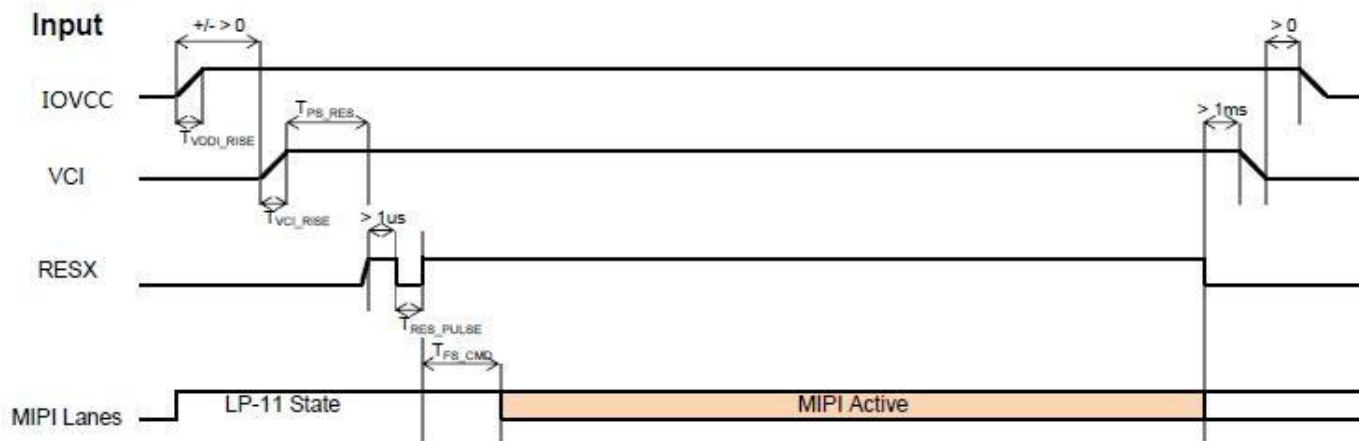 Input
+/- > 0
> 0
IOVCC
TVDDI_RISE
TPS_RES
> 1ms
VCI
TVCI_RISE
> 1us
RESX
TRES_PULSE
TFS_CMD
MIPI Lanes
LP-11 State
MIPI Active